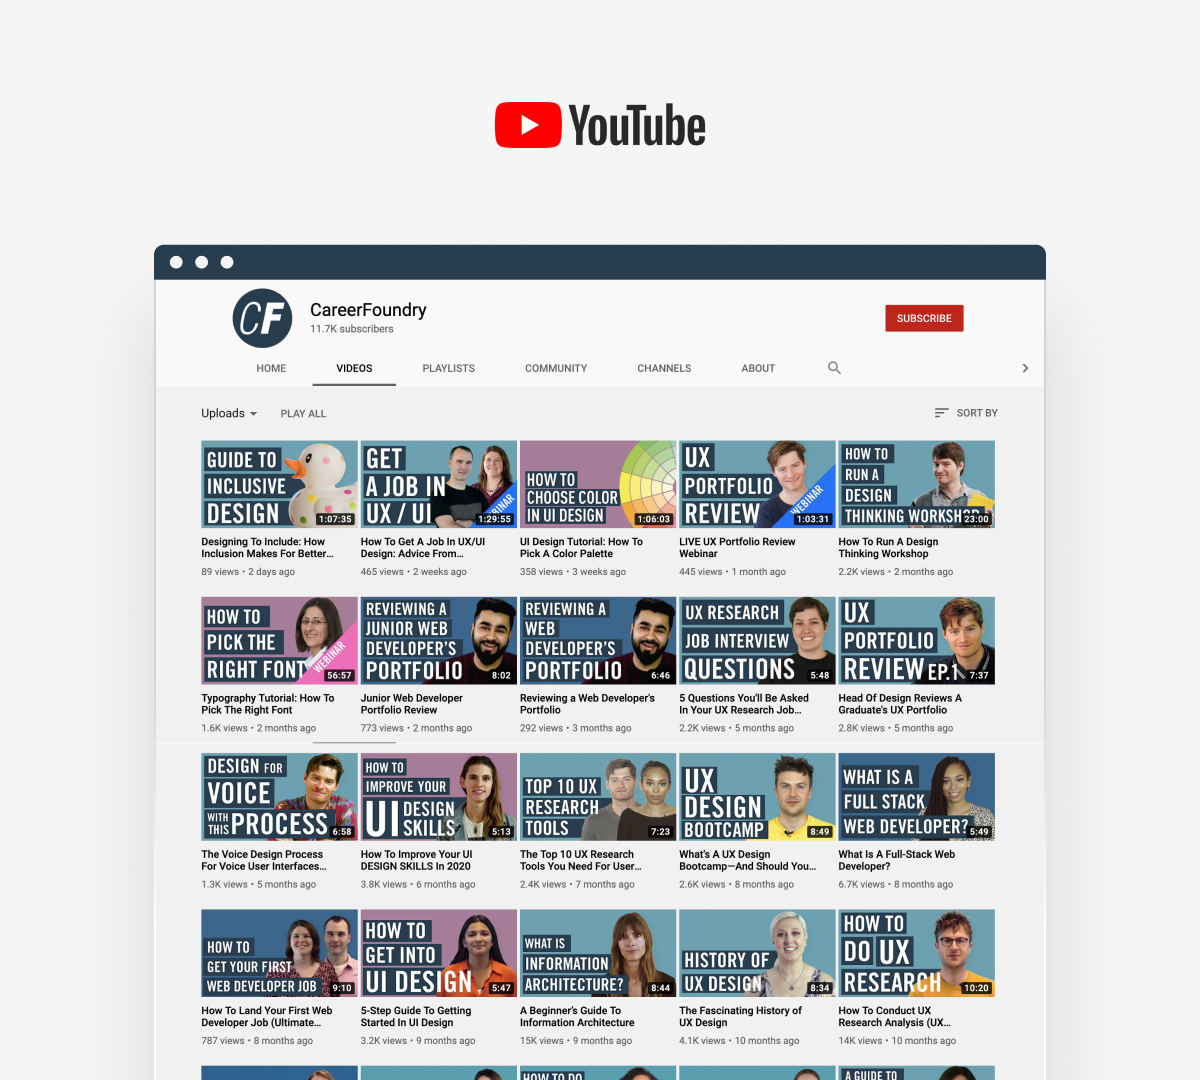 YouTube
CF
CareerFoundry
11.7K subscribers
SUBSCRIBE
HOME
VIDEOS
PLAYLISTS
COMMUNITY
CHANNELS
ABOUT
Uploads
PLAY ALL
SORT BY
GUIDE TO
INCLUSIVE
DESIGN
1:07:35
Designing To Include: How
Inclusion Makes For Better...
89 views • 2 days ago
GET
A JOB IN
UX / UI
1:29:55
How To Get A Job In UX/UI
Design: Advice From...
465 views • 2 weeks ago
HOW TO
CHOOSE COLOR
IN UI DESIGN
1:06:03
UI Design Tutorial: How To
Pick A Color Palette
358 views • 3 weeks ago
UX
PORTFOLIO
REVIEW
WEBINAR
1:03:31
LIVE UX Portfolio Review
Webinar
445 views • 1 month ago
HOW TO
RUN A
DESIGN
THINKING WORKSHOP
23:00
How To Run A Design
Thinking Workshop
2.2K views • 2 months ago
HOW TO
PICK THE
RIGHT FONT
WEBINAR
56:57
Typography Tutorial: How To
Pick The Right Font
1.6K views • 2 months ago
REVIEWING A
JUNIOR WEB
DEVELOPER'S
PORTFOLIO
8:02
Junior Web Developer
Portfolio Review
773 views • 2 months ago
REVIEWING A
WEB
DEVELOPER'S
PORTFOLIO
6:46
Reviewing a Web Developer's
Portfolio
292 views • 3 months ago
UX RESEARCH
JOB INTERVIEW
QUESTIONS
5:48
5 Questions You'll Be Asked
In Your UX Research Job...
2.2K views • 5 months ago
UX
PORTFOLIO
REVIEW EP.1
7:37
Head Of Design Reviews A
Graduate's UX Portfolio
2.8K views • 5 months ago
DESIGN FOR
VOICE
WITH THIS PROCESS
6:58
The Voice Design Process
For Voice User Interfaces...
1.3K views • 5 months ago
HOW TO
IMPROVE YOUR
UI DESIGN SKILLS
5:13
How To Improve Your UI
DESIGN SKILLS In 2020
3.8K views • 6 months ago
TOP 10 UX
RESEARCH
TOOLS
7:23
The Top 10 UX Research
Tools You Need For User...
2.4K views • 7 months ago
UX
DESIGN
BOOTCAMP
8:49
What's A UX Design
Bootcamp—And Should You...
2.6K views • 8 months ago
WHAT IS A
FULL STACK
WEB DEVELOPER?
5:49
What Is A Full-Stack Web
Developer?
6.7K views • 8 months ago
HOW TO
GET YOUR FIRST
WEB DEVELOPER JOB
9:10
How To Land Your First Web
Developer Job (Ultimate...
787 views • 8 months ago
HOW TO
GET INTO
UI DESIGN
5:47
5-Step Guide To Getting
Started In UI Design
3.2K views • 9 months ago
WHAT IS
INFORMATION
ARCHITECTURE?
8:44
A Beginner's Guide To
Information Architecture
15K views • 9 months ago
HISTORY OF
UX DESIGN
8:34
The Fascinating History of
UX Design
4.1K views • 10 months ago
HOW TO
DO UX
RESEARCH
10:20
How To Conduct UX
Research Analysis (UX...
14K views • 10 months ago
HOW TO DO
A GUIDE TO